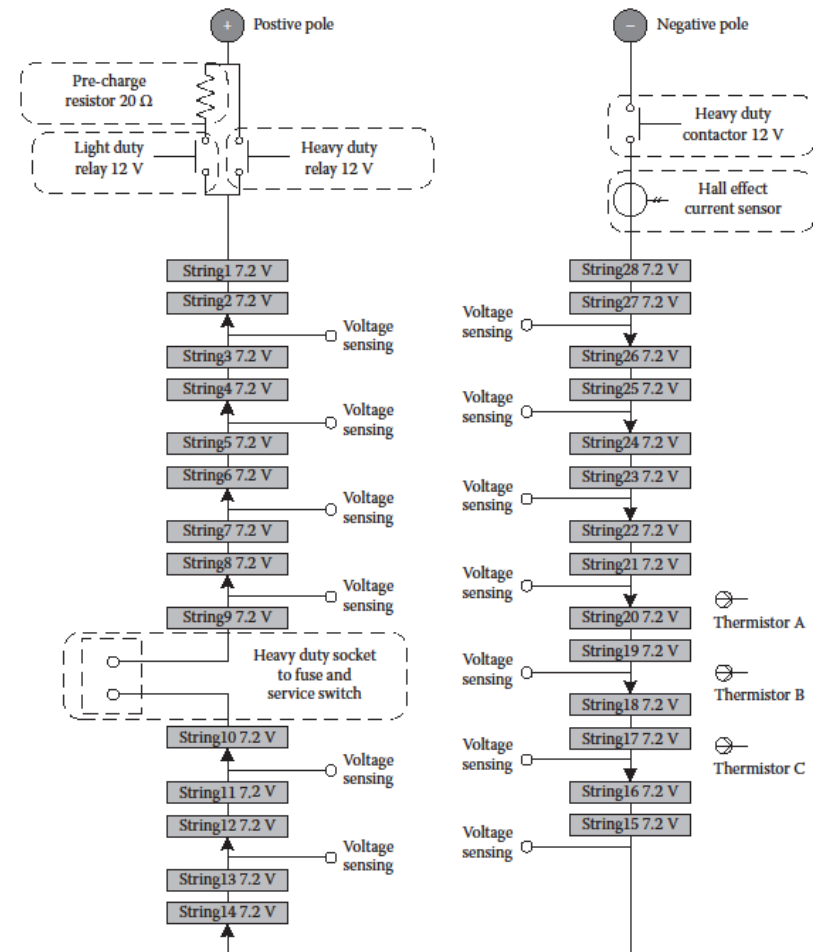 +
Postive pole
Pre-charge
resistor 20 Ω
Light duty
relay 12 V
Heavy duty
relay 12 V
String1 7.2 V
String2 7.2 V
Voltage
sensing
String3 7.2 V
String4 7.2 V
Voltage
sensing
String5 7.2 V
String6 7.2 V
Voltage
sensing
String7 7.2 V
String8 7.2 V
Voltage
sensing
String9 7.2 V
Heavy duty socket
to fuse and
service switch
String10 7.2 V
Voltage
sensing
String11 7.2 V
String12 7.2 V
Voltage
sensing
String13 7.2 V
String14 7.2 V
–
Negative pole
Heavy duty
contactor 12 V
Hall effect
current sensor
String28 7.2 V
String27 7.2 V
Voltage
sensing
String26 7.2 V
String25 7.2 V
Voltage
sensing
String24 7.2 V
String23 7.2 V
Voltage
sensing
String22 7.2 V
String21 7.2 V
Voltage
sensing
String20 7.2 V
Thermistor A
String19 7.2 V
Voltage
sensing
Thermistor B
String18 7.2 V
String17 7.2 V
Voltage
sensing
Thermistor C
String16 7.2 V
String15 7.2 V
Voltage
sensing